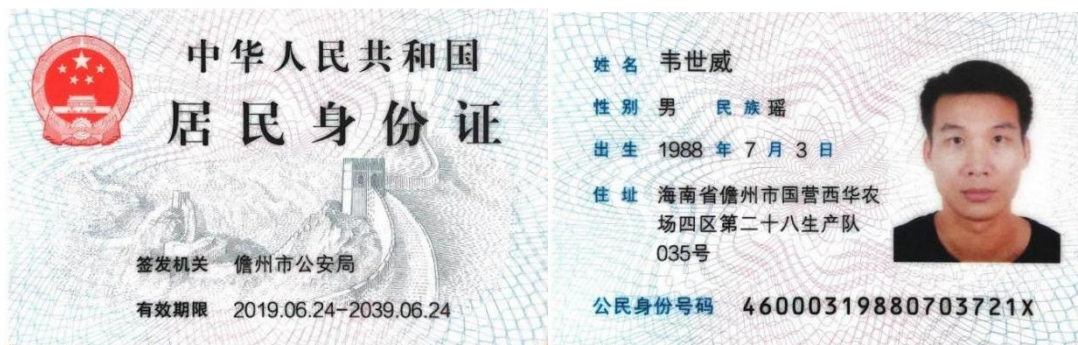 中华人民共和国
居民身份证
签发机关 儋州市公安局
有效期限 2019.06.24-2039.06.24
姓名 韦世威
性别 男 民族 瑶
出生 1988 年 7 月 3 日
住址 海南省儋州市国营西华农
场四区第二十八生产队
035号
公民身份号码 46000319880703721X